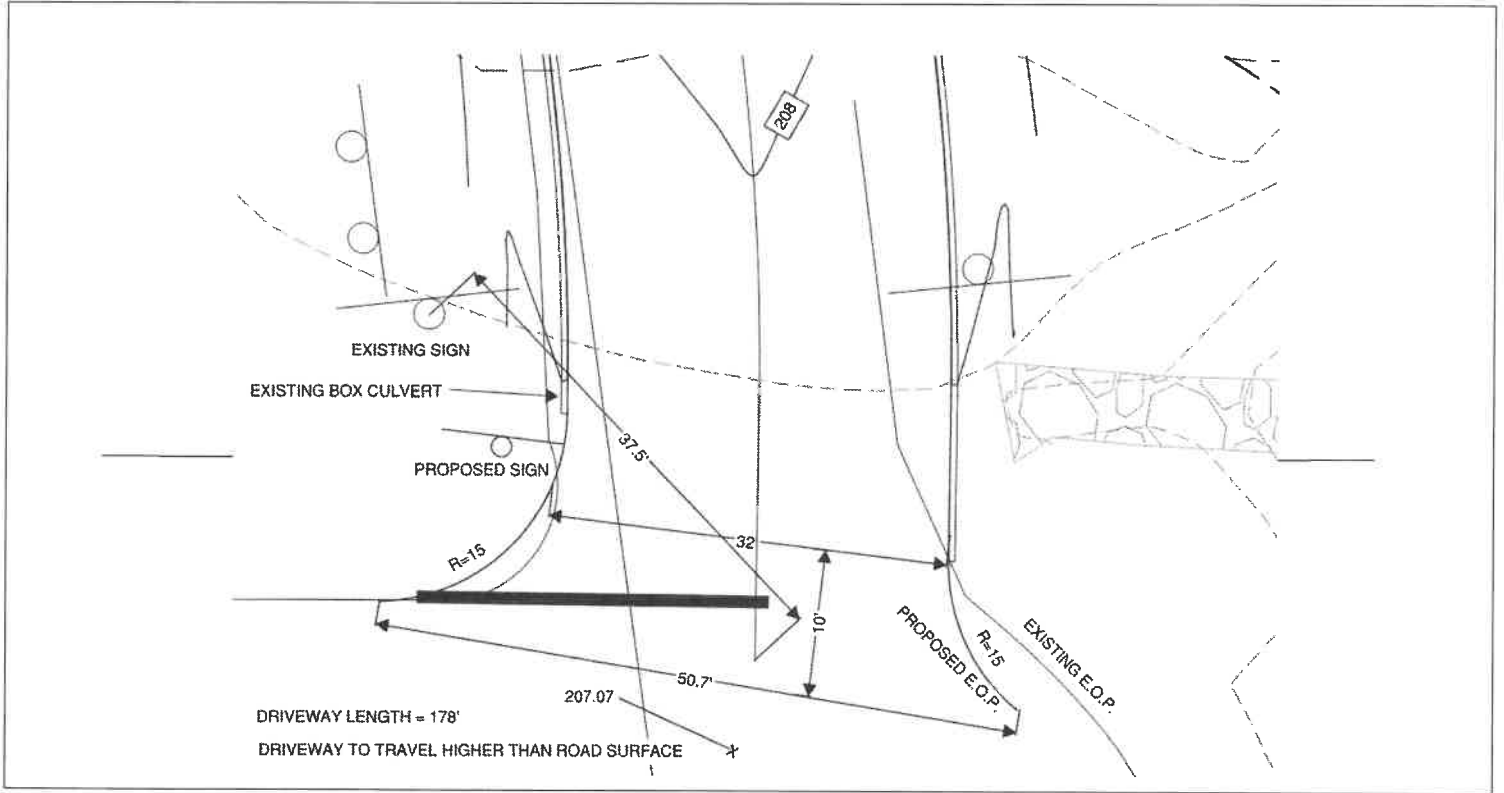 208
EXISTING SIGN
EXISTING BOX CULVERT
37.5'
PROPOSED SIGN
32
R=15
10'
PROPOSED E.O.P.
R=15
EXISTING E.O.P.
50.7'
207.07
DRIVEWAY LENGTH = 178'
DRIVEWAY TO TRAVEL HIGHER THAN ROAD SURFACE